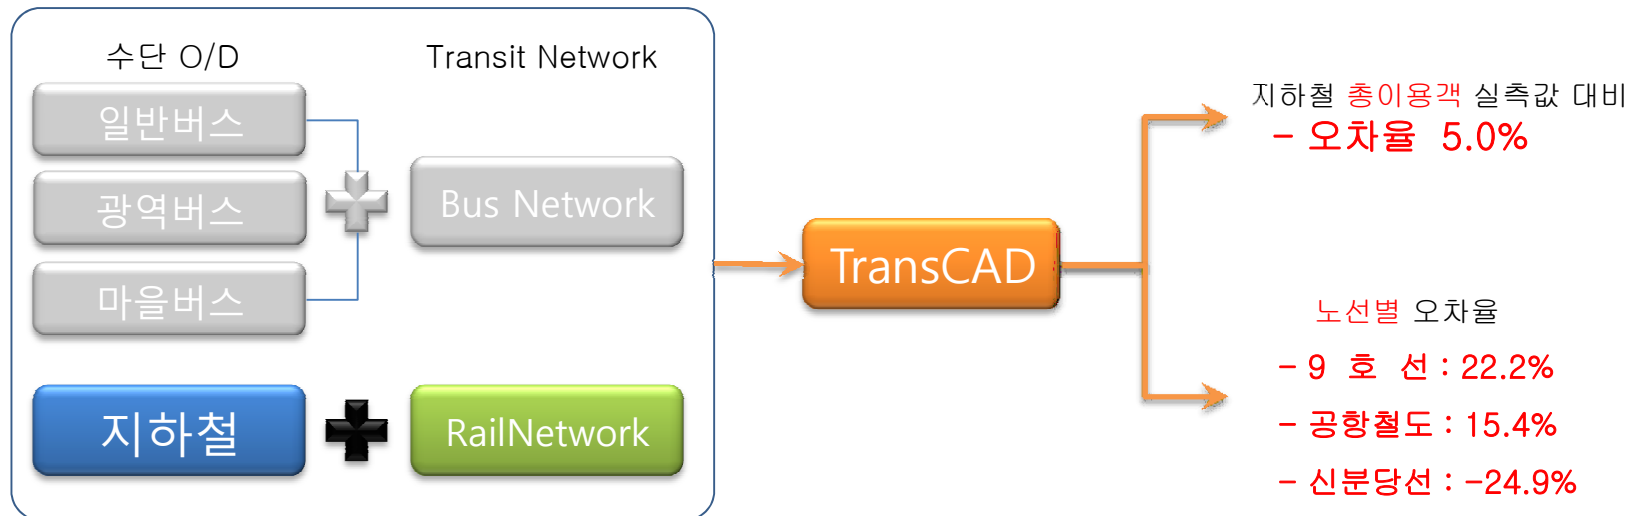 수단 O/D
Transit Network
일반버스
광역버스
마을버스
Bus Network
지하철
RailNetwork
TransCAD
지하철 총이용객 실측값 대비
- 오차율 5.0%
노선별 오차율
- 9 호 선 : 22.2%
- 공항철도 : 15.4%
- 신분당선 : -24.9%